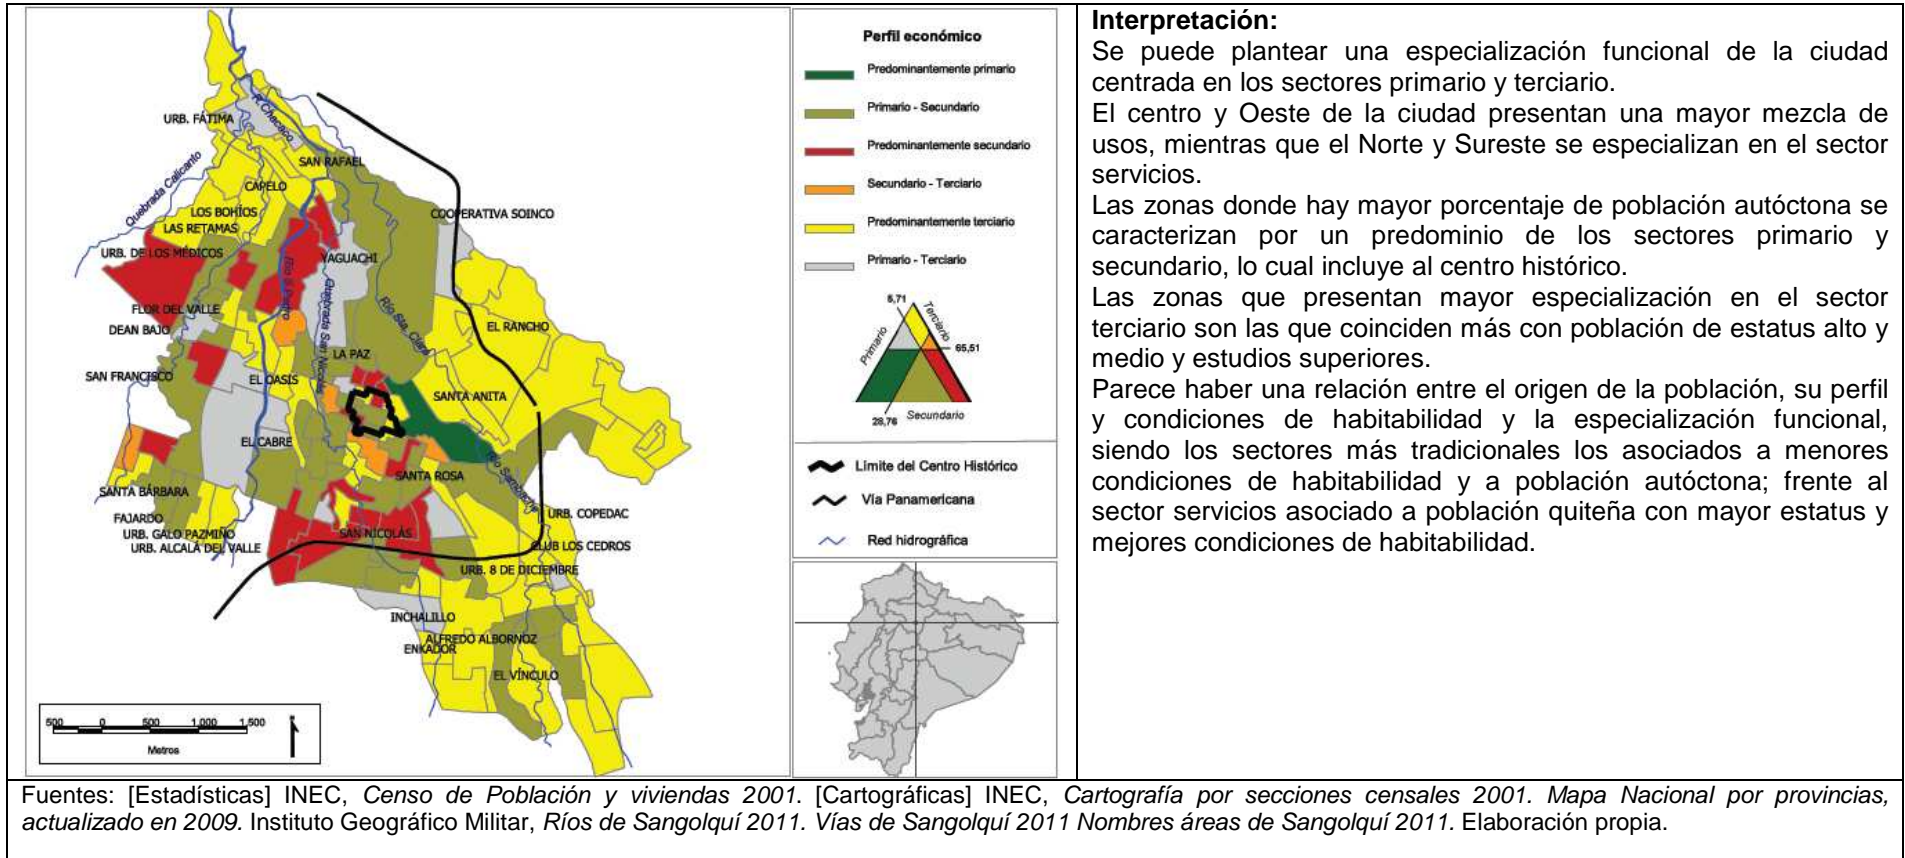 URB. FÁTIMA
R. Chacaco
SAN RAFAEL
Quebrada Calicanto
CAPELO
LOS BOHÍOS
COOPERATIVA SOINCO
LAS RETAMAS
URB. DE LOS MÉDICOS
YAGUACHI
Río S.Pedro
Quebrada San Nicolás
Río Sta. Clara
FLOR DEL VALLE
DEAN BAJO
EL RANCHO
LA PAZ
SAN FRANCISCO
EL OASIS
SANTA ANITA
EL CABRE
SANTA ROSA
Río Sambache
SANTA BÁRBARA
FAJARDO
URB. COPEDAC
URB. GALO PAZMIÑO
SAN NICOLÁS
URB. ALCALÁ DEL VALLE
CLUB LOS CEDROS
URB. 8 DE DICIEMBRE
INCHALILLO
ALFREDO ALBORNOZ
ENKADOR
EL VÍNCULO
500 0 500 1.000 1.500
Metros
Perfil económico
Predominantemente primario
Primario - Secundario
Predominantemente secundario
Secundario - Terciario
Predominantemente terciario
Primario - Terciario
5,71
Terciario
Primario
65,51
Secundario
28,76
Límite del Centro Histórico
Vía Panamericana
Red hidrográfica
Interpretación:
Se puede plantear una especialización funcional de la ciudad
centrada en los sectores primario y terciario.
El centro y Oeste de la ciudad presentan una mayor mezcla de
usos, mientras que el Norte y Sureste se especializan en el sector
servicios.
Las zonas donde hay mayor porcentaje de población autóctona se
caracterizan por un predominio de los sectores primario y
secundario, lo cual incluye al centro histórico.
Las zonas que presentan mayor especialización en el sector
terciario son las que coinciden más con población de estatus alto y
medio y estudios superiores.
Parece haber una relación entre el origen de la población, su perfil
y condiciones de habitabilidad y la especialización funcional,
siendo los sectores más tradicionales los asociados a menores
condiciones de habitabilidad y a población autóctona; frente al
sector servicios asociado a población quiteña con mayor estatus y
mejores condiciones de habitabilidad.
Fuentes: [Estadísticas] INEC, Censo de Población y viviendas 2001. [Cartográficas] INEC, Cartografía por secciones censales 2001. Mapa Nacional por provincias,
actualizado en 2009. Instituto Geográfico Militar, Ríos de Sangolquí 2011. Vías de Sangolquí 2011 Nombres áreas de Sangolquí 2011. Elaboración propia.